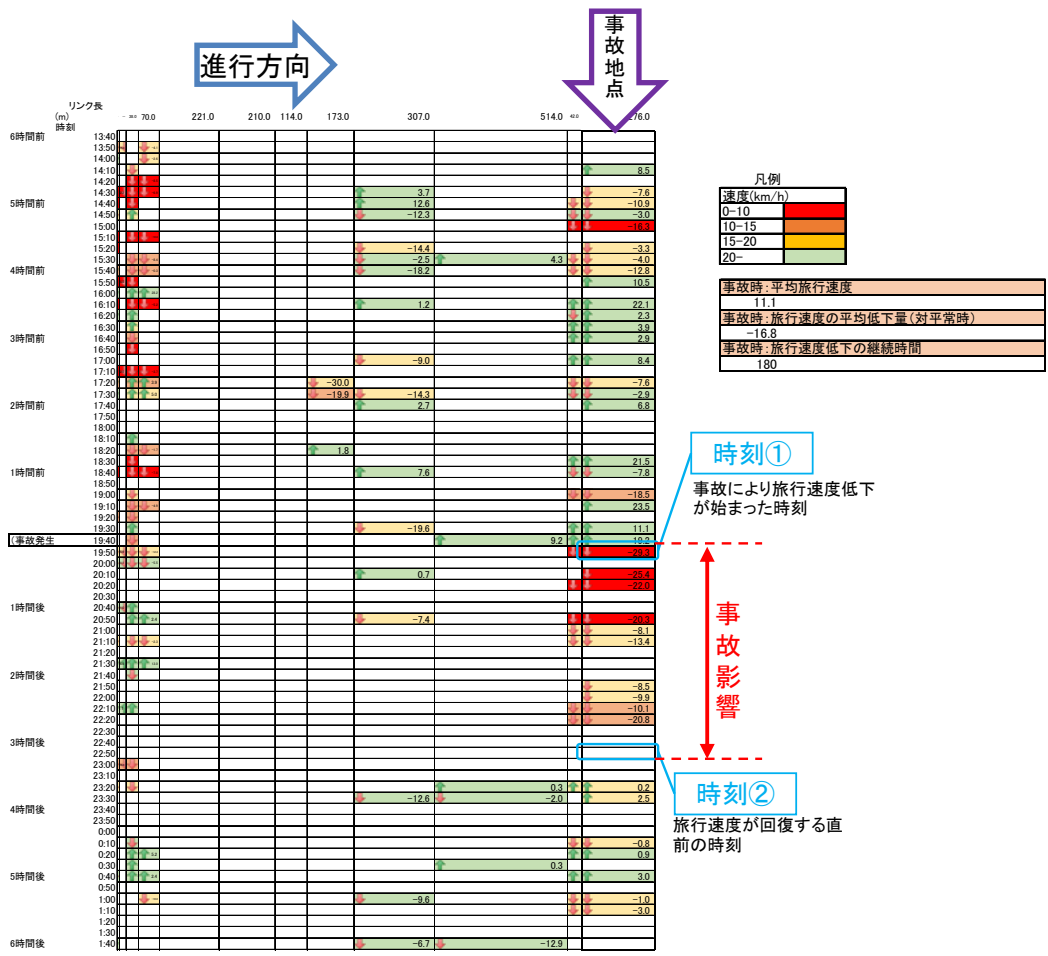 進行方向
事故地点
リンク長
(m) 70.0 221.0 210.0 114.0 173.0 307.0 514.0 42.0 276.0
時刻
6時間前 13:40
13:50
14:00
14:10 8.5
14:20
14:30 3.7 -7.6
5時間前 14:40 12.6 -10.9
14:50 -12.3 -3.0
15:00 -16.3
15:10
15:20 -14.4 -3.3
15:30 -2.5 4.3 -4.0
4時間前 15:40 -18.2 -12.8
15:50 10.5
16:00
16:10 1.2 22.1
16:20 2.3
16:30 3.9
3時間前 16:40 2.9
16:50
17:00 -9.0 8.4
17:10
17:20 -30.0 -7.6
17:30 -19.9 -14.3 -2.9
2時間前 17:40 2.7 6.8
17:50
18:00
18:10
18:20 1.8
18:30 21.5
1時間前 18:40 7.6 -7.8
18:50
19:00 -18.5
19:10 23.5
19:20
19:30 -19.6 11.1
(事故発生 19:40 9.2 19.2
19:50 -29.3
20:00
20:10 0.7 -25.4
20:20 -22.0
20:30
1時間後 20:40
20:50 -7.4 -20.3
21:00 -8.1
21:10 -13.4
21:20
21:30
2時間後 21:40
21:50 -8.5
22:00 -9.9
22:10 -10.1
22:20 -20.8
22:30
3時間後 22:40
22:50
23:00
23:10
23:20 0.3 0.2
23:30 -12.6 -2.0 2.5
4時間後 23:40
23:50
0:00
0:10 -0.8
0:20 0.9
0:30 0.3
5時間後 0:40 3.0
0:50
1:00 -9.6 -1.0
1:10 -3.0
1:20
1:30
6時間後 1:40 -6.7 -12.9
凡例
速度(km/h)
0-10
10-15
15-20
20-
事故時:平均旅行速度
11.1
事故時:旅行速度の平均低下量(対平常時)
-16.8
事故時:旅行速度低下の継続時間
180
時刻①
事故により旅行速度低下
が始まった時刻
事故影響
時刻②
旅行速度が回復する直
前の時刻